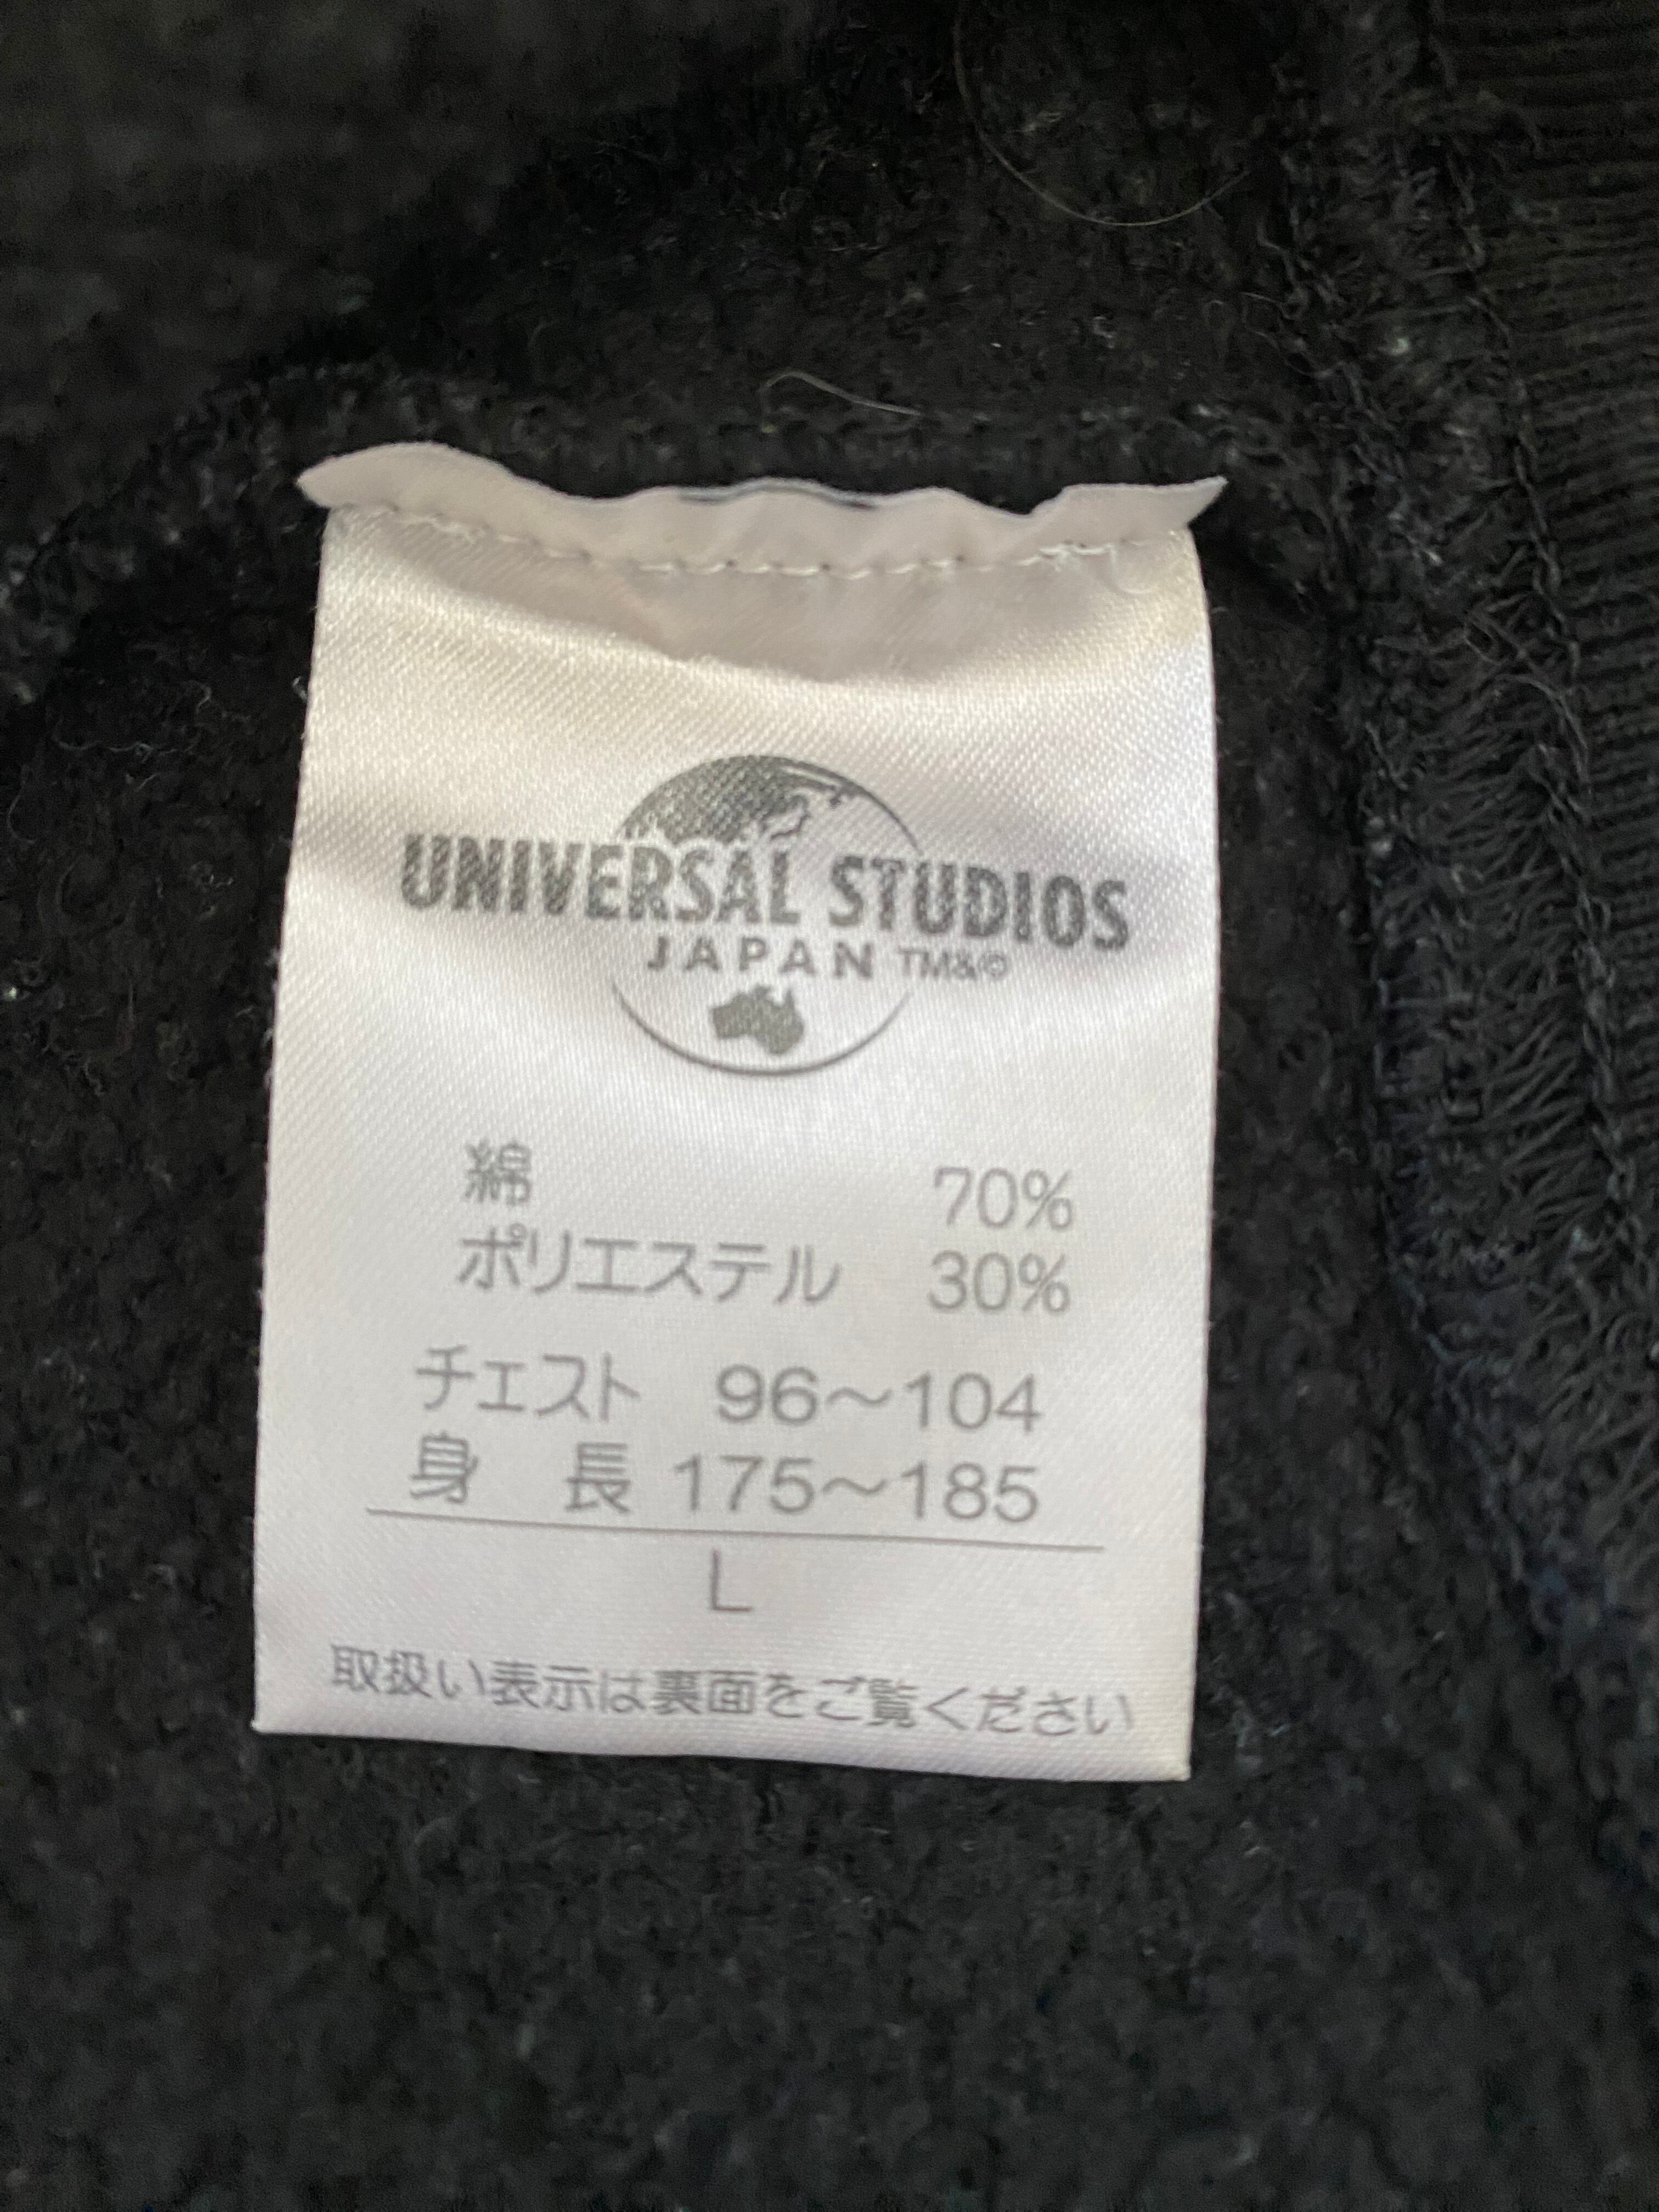 UNIVERSAL STUDIOS
JAPAN TM&©
綿 70%
ポリエステル 30%
チェスト 96～104
身 長 175～185
L
取扱い表示は裏面をご覧ください